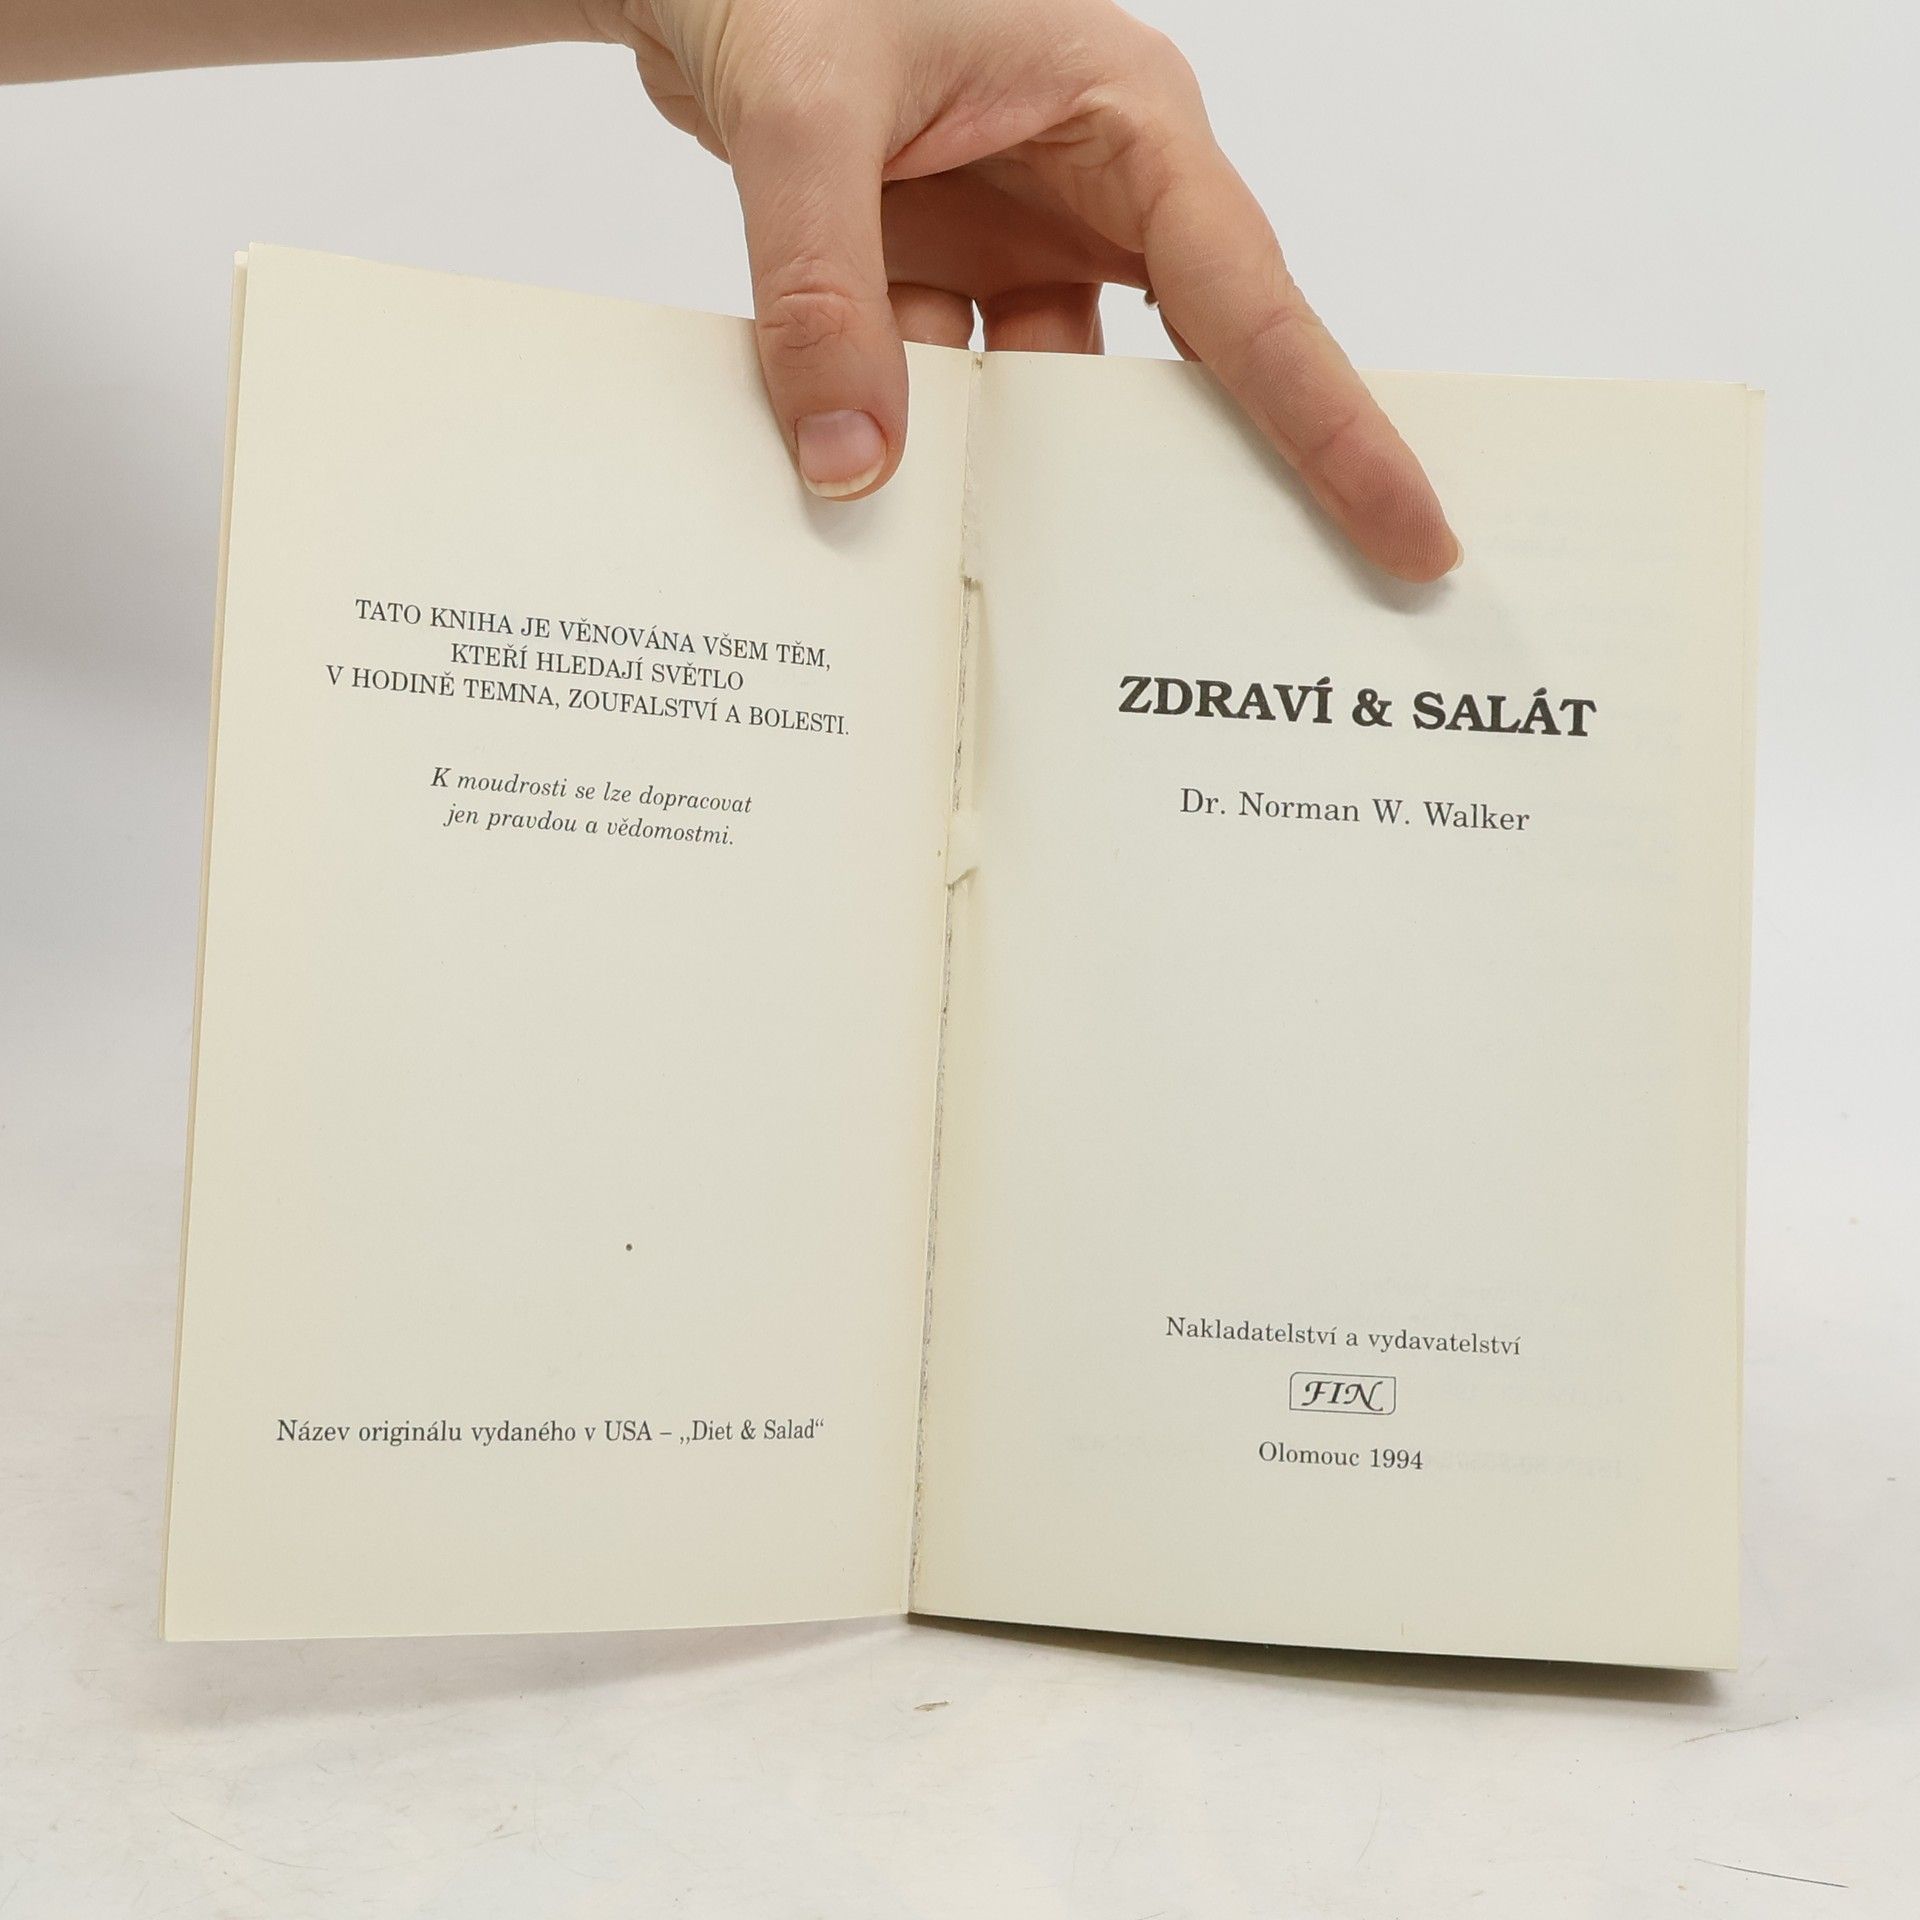 TATO KNIHA JE VĚNOVÁNA VŠEM TĚM,
KTEŘÍ HLEDAJÍ SVĚTLO
V HODINĚ TEMNA, ZOUFALSTVÍ A BOLESTI.
K moudrosti se lze dopracovat
jen pravdou a vědomostmi.
Název originálu vydaného v USA – „Diet & Salad“
ZDRAVÍ & SALÁT
Dr. Norman W. Walker
Nakladatelství a vydavatelství
FIN
Olomouc 1994